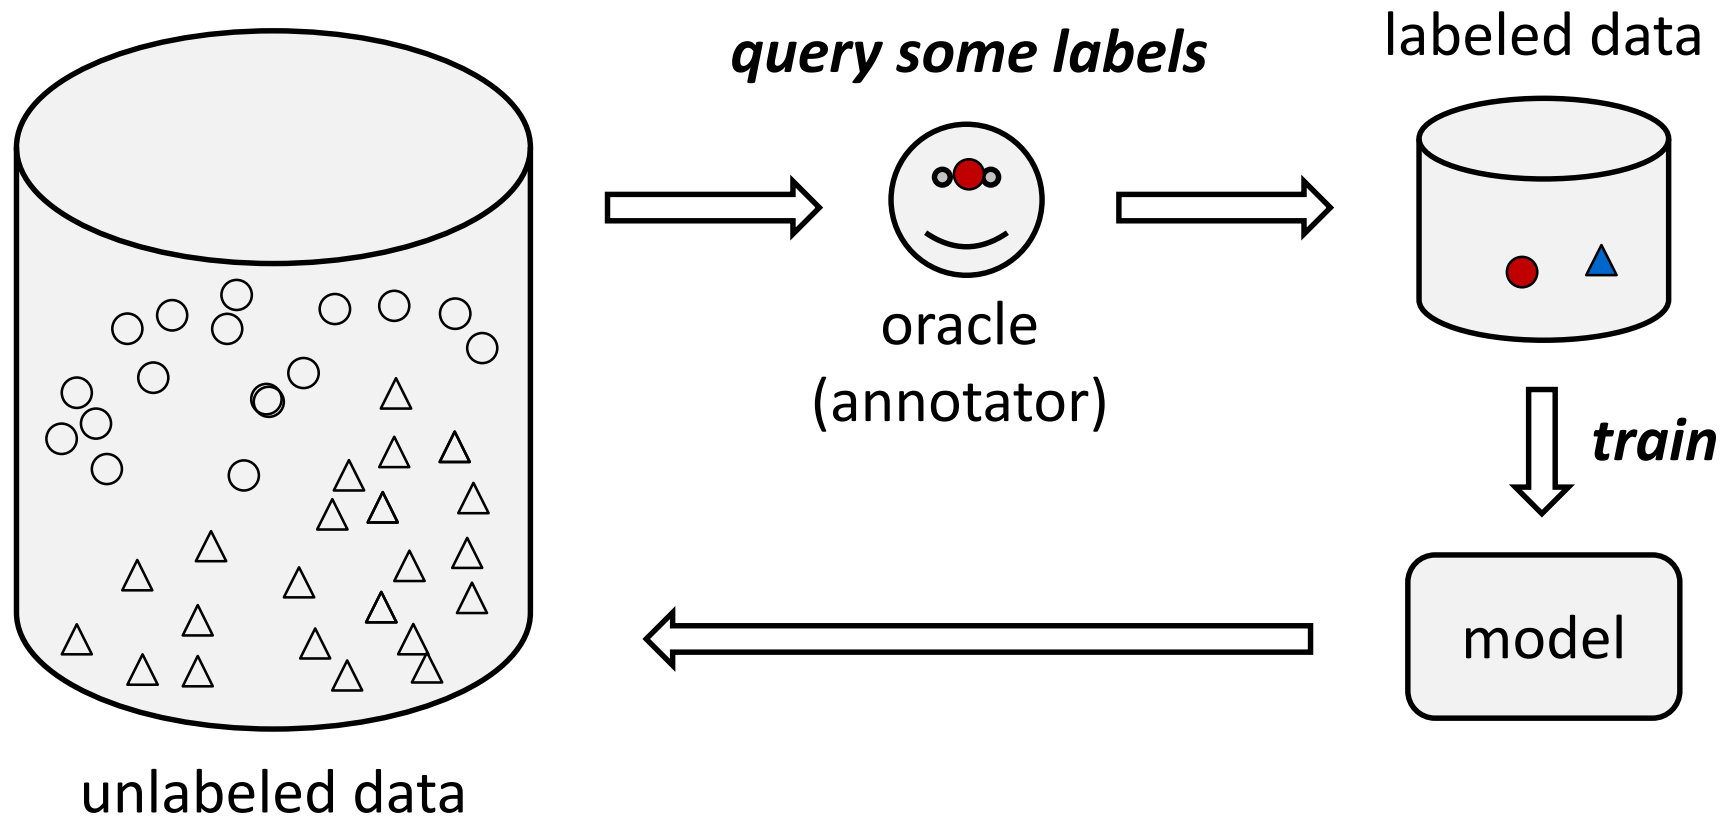 query some labels
labeled data
oracle
(annotator)
train
model
unlabeled data